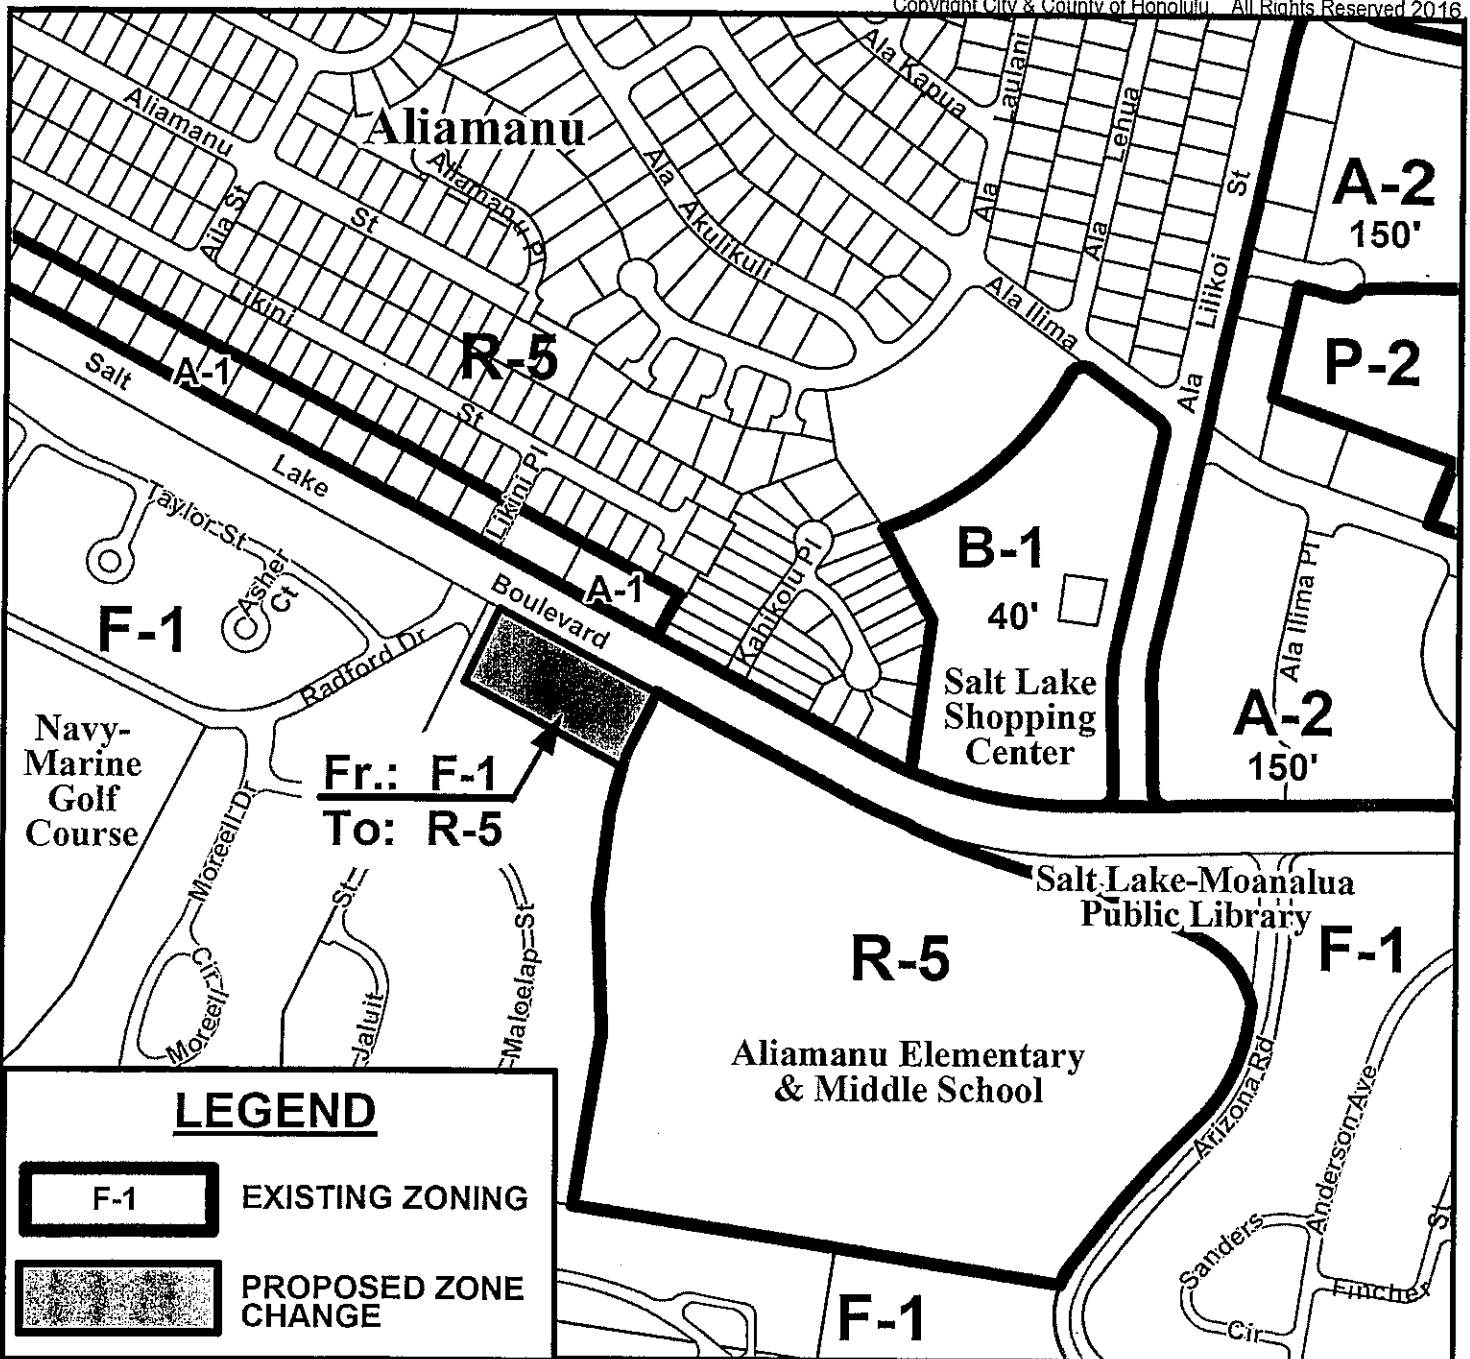 Copyright City & County of Honolulu. All Rights Reserved 2016
Aliamanu
Aliamanu
St
Aliamanu Pl
Aila St
Likini
St
Likini Pl
A-1
A-1
R-5
Ala
Akulikuli
Ala Kapua
Ala
Laulani
Ala
Lehua
Ala Ilima
Ala
Lilikoi
St
A-2
150'
P-2
Salt
Lake
Boulevard
Taylor St
Asher
Ct
F-1
Radford Dr
Kahikolu Pl
B-1
40'
Salt Lake
Shopping
Center
Ala Ilima Pl
A-2
150'
Navy-
Marine
Golf
Course
Fr.: F-1
To: R-5
Moreell Dr
Cir
Moreell
St
Jaluit
Maloelap St
Salt Lake-Moanalua
Public Library
R-5
F-1
Aliamanu Elementary
& Middle School
Arizona Rd
Anderson Ave
Sanders
Cir
Fincher
St
F-1
LEGEND
F-1
EXISTING ZONING
PROPOSED ZONE
CHANGE